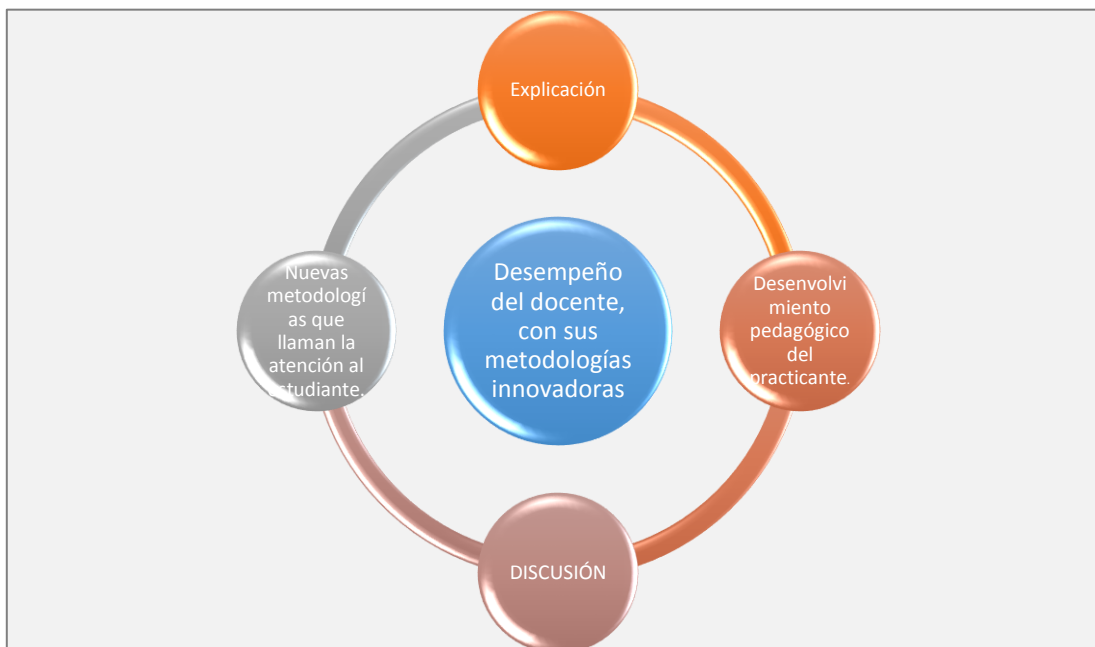 Explicación
Nuevas
metodologí
as que
llaman la
atención al
estudiante.
Desempeño
del docente,
con sus
metodologías
innovadoras
Desenvolvi
miento
pedagógico
del
practicante.
DISCUSIÓN